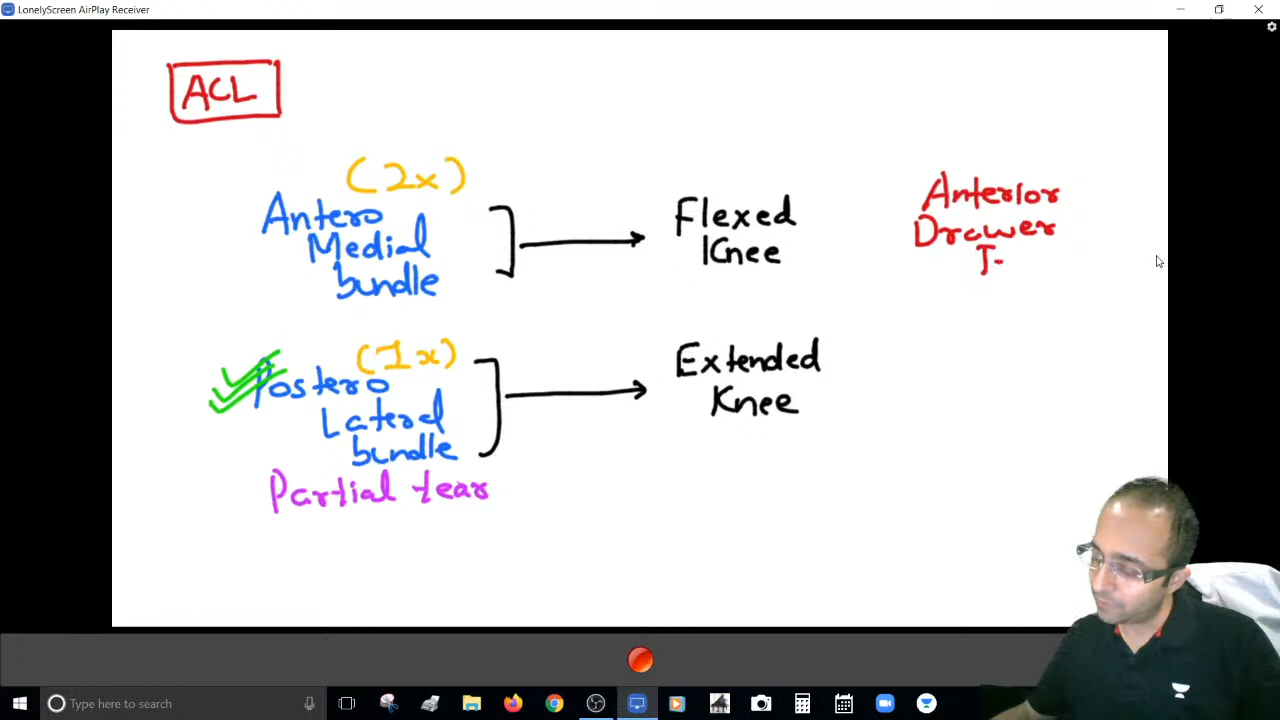 LonelyScreen AirPlay Receiver
ACL
(2x)
Antero
Medial
bundle
Flexed
Knee
Anterior
Drawer
T-
(1x)
Postero
Lateral
bundle
Extended
Knee
Partial tear
Type here to search